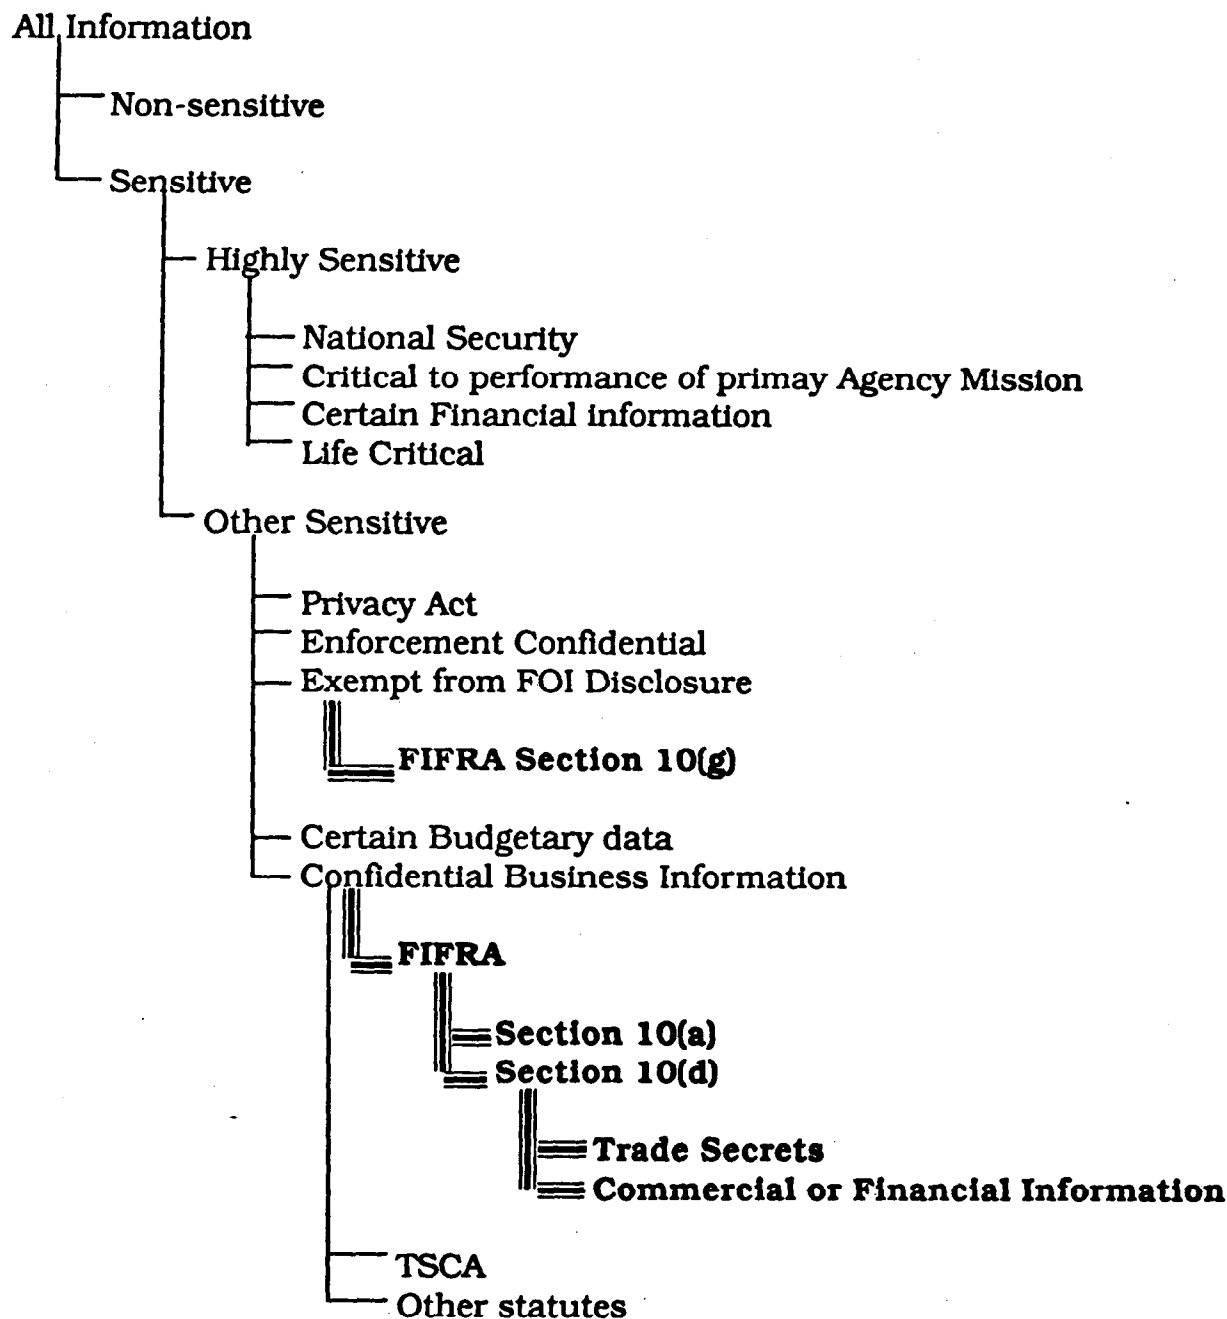 All Information
Non-sensitive
Sensitive
Highly Sensitive
National Security
Critical to performance of primay Agency Mission
Certain Financial information
Life Critical
Other Sensitive
Privacy Act
Enforcement Confidential
Exempt from FOI Disclosure
FIFRA Section 10(g)
Certain Budgetary data
Confidential Business Information
FIFRA
Section 10(a)
Section 10(d)
Trade Secrets
Commercial or Financial Information
TSCA
Other statutes